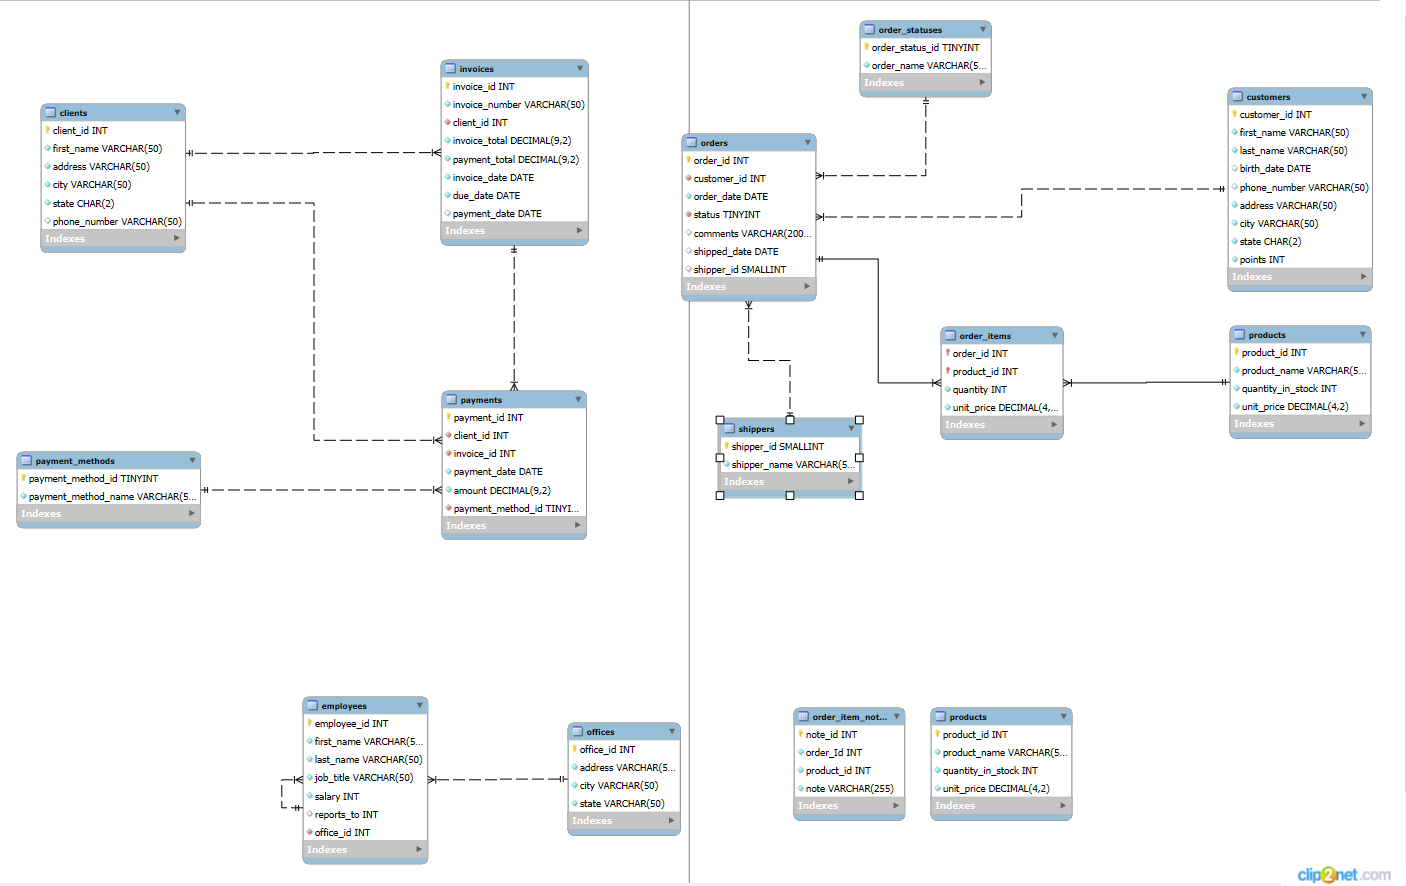 clients
client_id INT
first_name VARCHAR(50)
address VARCHAR(50)
city VARCHAR(50)
state CHAR(2)
phone_number VARCHAR(50)
Indexes
invoices
invoice_id INT
invoice_number VARCHAR(50)
client_id INT
invoice_total DECIMAL(9,2)
payment_total DECIMAL(9,2)
invoice_date DATE
due_date DATE
payment_date DATE
Indexes
payment_methods
payment_method_id TINYINT
payment_method_name VARCHAR(5...
Indexes
payments
payment_id INT
client_id INT
invoice_id INT
payment_date DATE
amount DECIMAL(9,2)
payment_method_id TINYI...
Indexes
employees
employee_id INT
first_name VARCHAR(5...
last_name VARCHAR(50)
job_title VARCHAR(50)
salary INT
reports_to INT
office_id INT
Indexes
offices
office_id INT
address VARCHAR(5...
city VARCHAR(50)
state VARCHAR(50)
Indexes
order_statuses
order_status_id TINYINT
order_name VARCHAR(5...
Indexes
orders
order_id INT
customer_id INT
order_date DATE
status TINYINT
comments VARCHAR(200...
shipped_date DATE
shipper_id SMALLINT
Indexes
customers
customer_id INT
first_name VARCHAR(50)
last_name VARCHAR(50)
birth_date DATE
phone_number VARCHAR(50)
address VARCHAR(50)
city VARCHAR(50)
state CHAR(2)
points INT
Indexes
order_items
order_id INT
product_id INT
quantity INT
unit_price DECIMAL(4,...
Indexes
products
product_id INT
product_name VARCHAR(5...
quantity_in_stock INT
unit_price DECIMAL(4,2)
Indexes
shippers
shipper_id SMALLINT
shipper_name VARCHAR(5...
Indexes
order_item_not...
note_id INT
order_Id INT
product_id INT
note VARCHAR(255)
Indexes
products
product_id INT
product_name VARCHAR(5...
quantity_in_stock INT
unit_price DECIMAL(4,2)
Indexes
clip2net.com